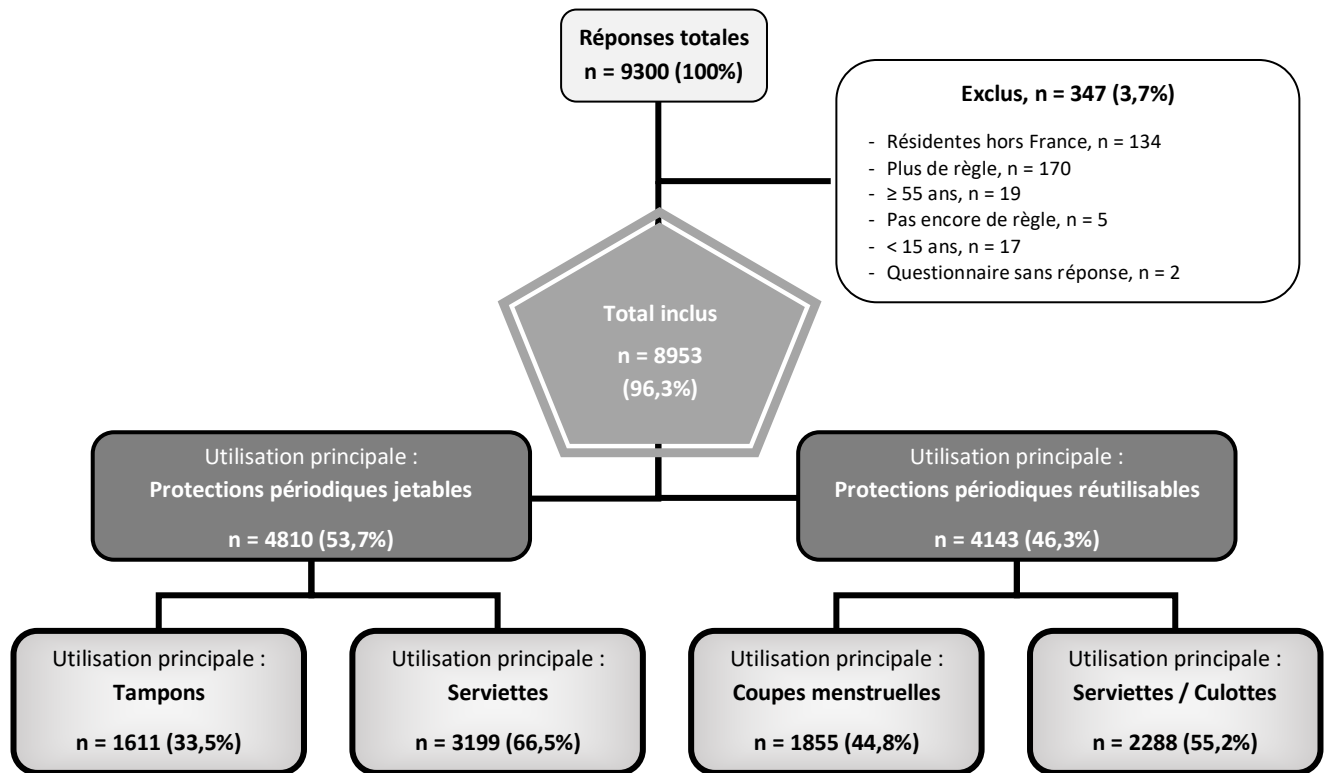 Réponses totales
n = 9300 (100%)
Exclus, n = 347 (3,7%)
- Résidentes hors France, n = 134
- Plus de règle, n = 170
- ≥ 55 ans, n = 19
- Pas encore de règle, n = 5
- < 15 ans, n = 17
- Questionnaire sans réponse, n = 2
Total inclus
n = 8953
(96,3%)
Utilisation principale :
Protections périodiques jetables
n = 4810 (53,7%)
Utilisation principale :
Protections périodiques réutilisables
n = 4143 (46,3%)
Utilisation principale :
Tampons
n = 1611 (33,5%)
Utilisation principale :
Serviettes
n = 3199 (66,5%)
Utilisation principale :
Coupes menstruelles
n = 1855 (44,8%)
Utilisation principale :
Serviettes / Culottes
n = 2288 (55,2%)